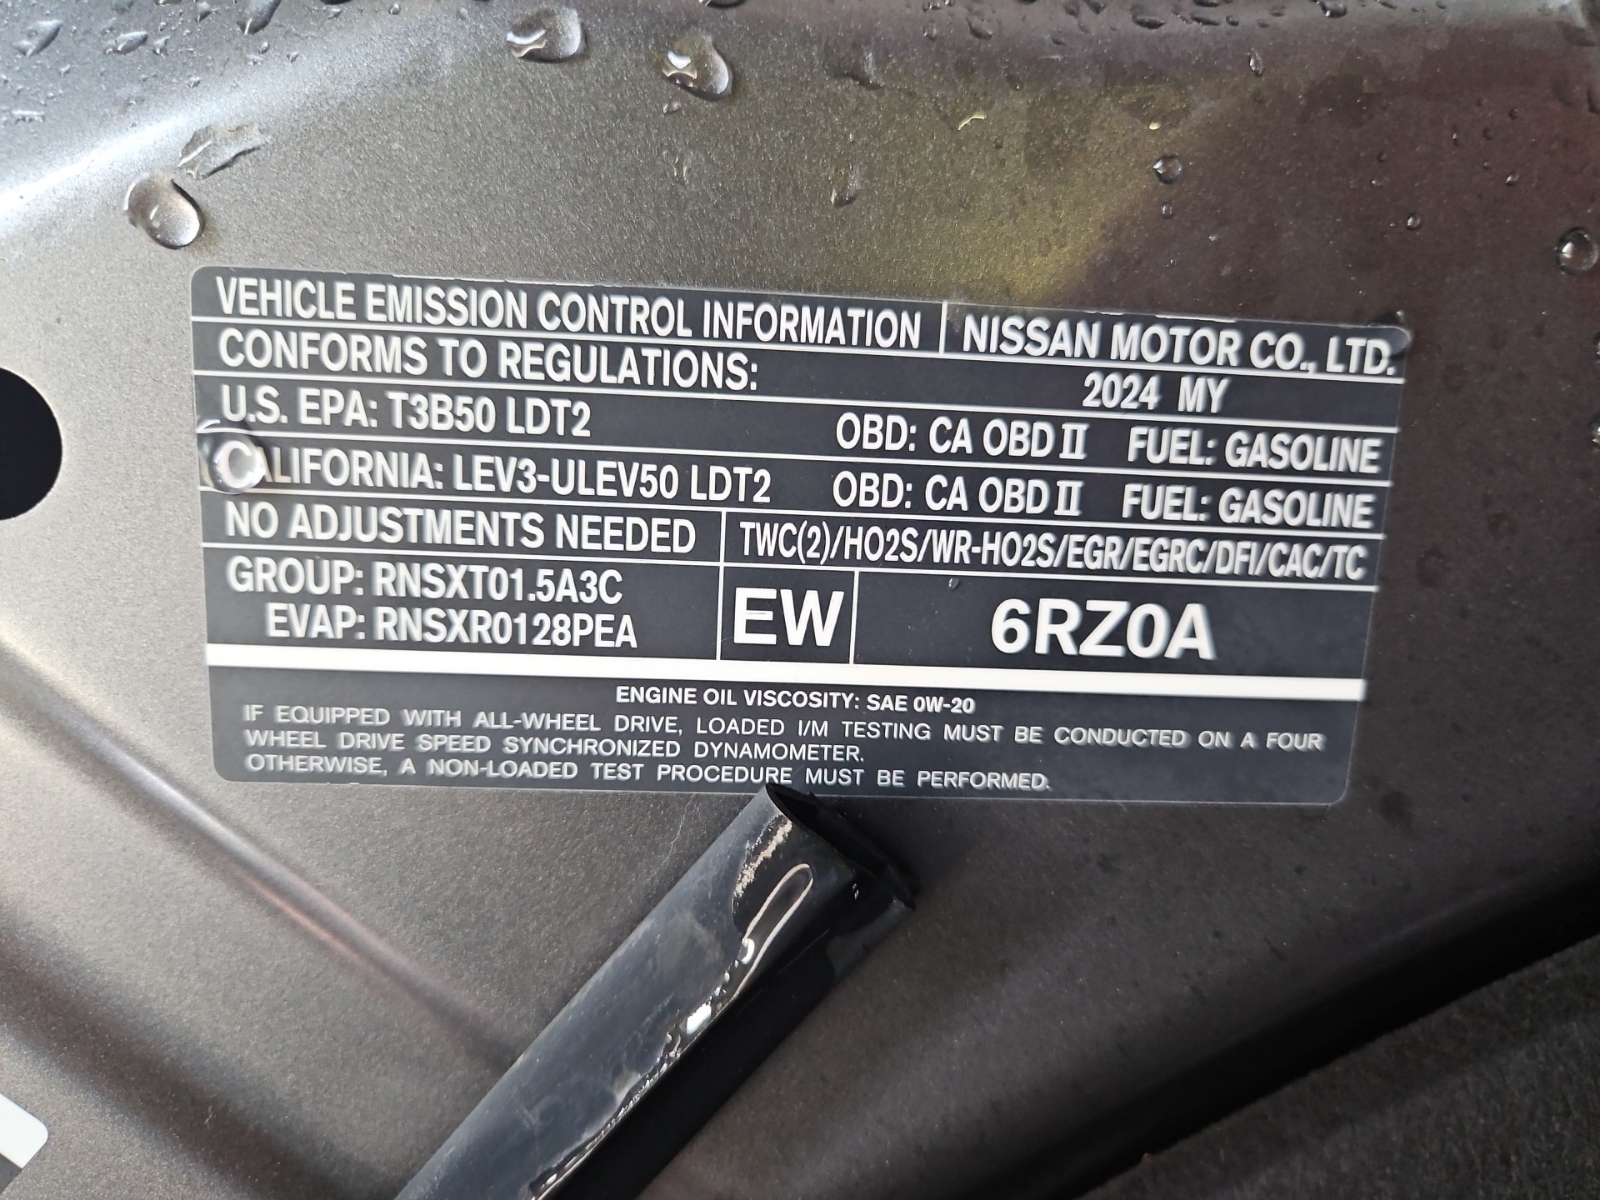 VEHICLE EMISSION CONTROL INFORMATION NISSAN MOTOR CO., LTD.
CONFORMS TO REGULATIONS: 2024 MY
U.S. EPA: T3B50 LDT2 OBD: CA OBD II FUEL: GASOLINE
CALIFORNIA: LEV3-ULEV50 LDT2 OBD: CA OBD II FUEL: GASOLINE
NO ADJUSTMENTS NEEDED TWC(2)/HO2S/WR-HO2S/EGR/EGRC/DFI/CAC/TC
GROUP: RNSXT01.5A3C
EVAP: RNSXR0128PEA
EW 6RZ0A
ENGINE OIL VISCOSITY: SAE 0W-20
IF EQUIPPED WITH ALL-WHEEL DRIVE, LOADED I/M TESTING MUST BE CONDUCTED ON A FOUR
WHEEL DRIVE SPEED SYNCHRONIZED DYNAMOMETER.
OTHERWISE, A NON-LOADED TEST PROCEDURE MUST BE PERFORMED.